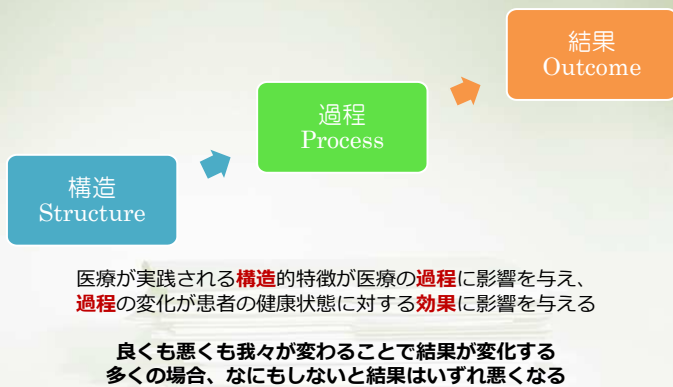 結果
Outcome
過程
Process
構造
Structure
医療が実践される構造的特徴が医療の過程に影響を与え、
過程の変化が患者の健康状態に対する効果に影響を与える
良くも悪くも我々が変わることで結果が変化する
多くの場合、なにもしないと結果はいずれ悪くなる